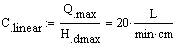 C.linear := Q.max / H.dmax = 20· L / min·cm